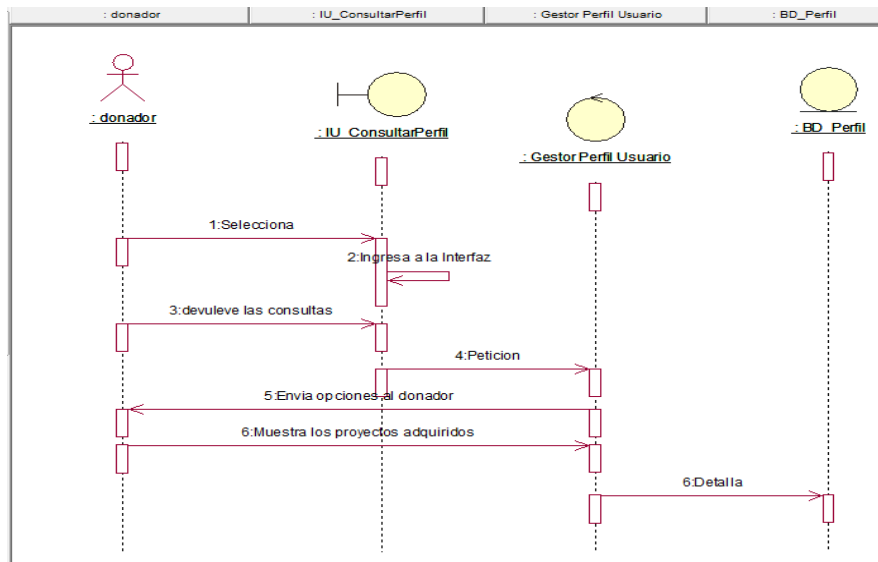 : donador
: IU_ConsultarPerfil
: Gestor Perfil Usuario
: BD_Perfil
: donador
: IU_ConsultarPerfil
: Gestor Perfil Usuario
: BD_Perfil
1:Selecciona
2:Ingresa a la Interfaz
3:devuleve las consultas
4:Peticion
5:Envia opciones al donador
6:Muestra los proyectos adquiridos
6:Detalla